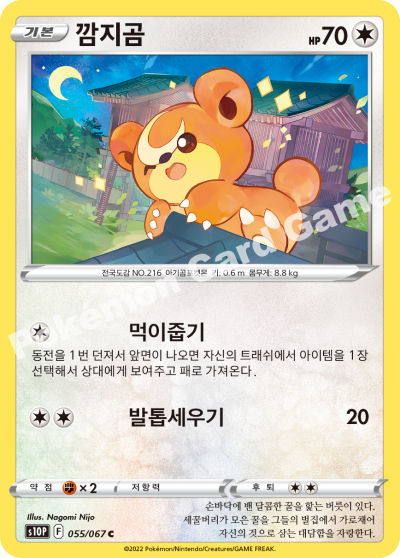 기본 깜지곰 HP 70
전국도감 NO.216 아기곰포켓몬 키: 0.6 m 몸무게: 8.8 kg
먹이줍기
동전을 1번 던져서 앞면이 나오면 자신의 트래쉬에서 아이템을 1장
선택해서 상대에게 보여주고 패로 가져온다.
발톱세우기 20
약점 ×2 저항력 후퇴
Illus. Nagomi Nijo
손바닥에 밴 달콤한 꿀을 핥는 버릇이 있다.
세꿀버리가 모은 꿀을 그들의 벌집에서 가로채어
자신의 것으로 삼는 대담함을 자랑한다.
s10P F 055/067 C
©2022 Pokémon/Nintendo/Creatures/GAME FREAK.
Pokémon Card Game